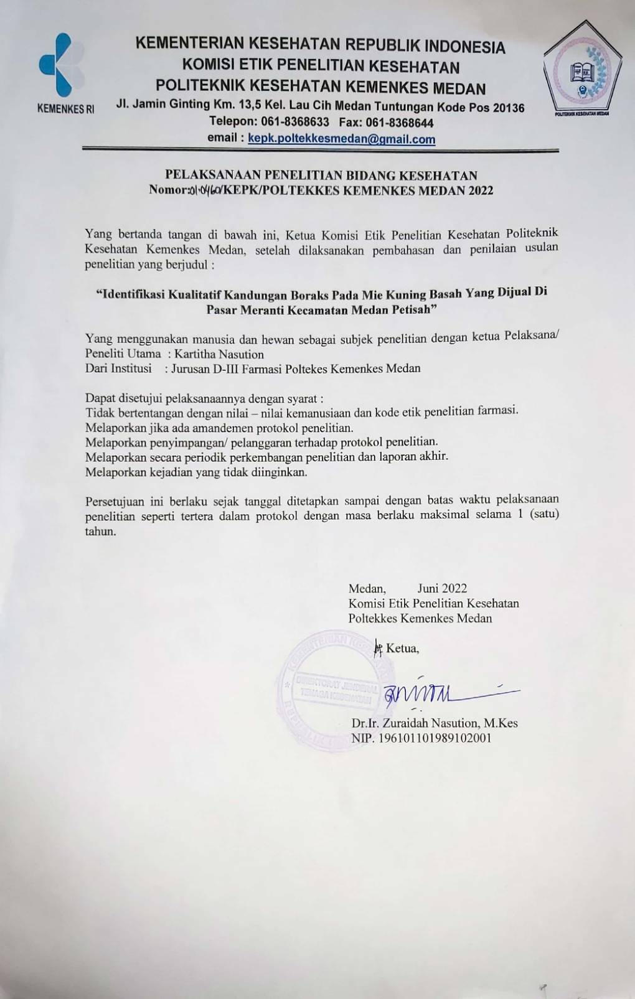 KEMENTERIAN KESEHATAN REPUBLIK INDONESIA
KOMISI ETIK PENELITIAN KESEHATAN
POLITEKNIK KESEHATAN KEMENKES MEDAN
KEMENKES RI
Jl. Jamin Ginting Km. 13,5 Kel. Lau Cih Medan Tuntungan Kode Pos 20136
POLITEKNIK KESEHATAN MEDAN
Telepon: 061-8368633 Fax: 061-8368644
email : kepk.poltekkesmedan@gmail.com
PELAKSANAAN PENELITIAN BIDANG KESEHATAN
Nomor:01.0460/KEPK/POLTEKKES KEMENKES MEDAN 2022
Yang bertanda tangan di bawah ini, Ketua Komisi Etik Penelitian Kesehatan Politeknik
Kesehatan Kemenkes Medan, setelah dilaksanakan pembahasan dan penilaian usulan
penelitian yang berjudul :
“Identifikasi Kualitatif Kandungan Boraks Pada Mie Kuning Basah Yang Dijual Di
Pasar Meranti Kecamatan Medan Petisah”
Yang menggunakan manusia dan hewan sebagai subjek penelitian dengan ketua Pelaksana/
Peneliti Utama : Kartitha Nasution
Dari Institusi : Jurusan D-III Farmasi Poltekes Kemenkes Medan
Dapat disetujui pelaksanaannya dengan syarat :
Tidak bertentangan dengan nilai – nilai kemanusiaan dan kode etik penelitian farmasi.
Melaporkan jika ada amandemen protokol penelitian.
Melaporkan penyimpangan/ pelanggaran terhadap protokol penelitian.
Melaporkan secara periodik perkembangan penelitian dan laporan akhir.
Melaporkan kejadian yang tidak diinginkan.
Persetujuan ini berlaku sejak tanggal ditetapkan sampai dengan batas waktu pelaksanaan
penelitian seperti tertera dalam protokol dengan masa berlaku maksimal selama 1 (satu)
tahun.
Medan, Juni 2022
Komisi Etik Penelitian Kesehatan
Poltekkes Kemenkes Medan
Ketua,
KEMENTERIAN
DIREKTORAT JENDERAL
TENAGA KESEHATAN
REPUBLIK
Dr.Ir. Zuraidah Nasution, M.Kes
NIP. 196101101989102001